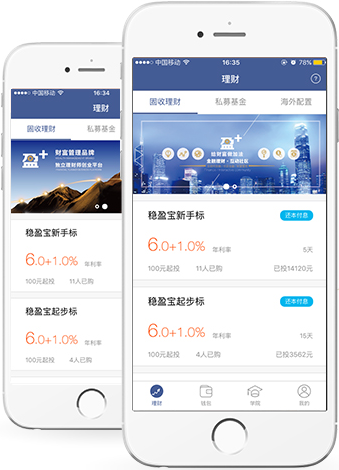 中国移动 16:34
理财
固收理财 私募基金
财富管理品牌
独立理财师创业平台
稳盈宝新手标
6.0+1.0% 年利率
100元起投 11人已购
稳盈宝起步标
6.0+1.0% 年利率
100元起投 4人已购
中国移动 16:35 78%
理财
固收理财 私募基金 海外配置
金融理财·互动社区
稳盈宝新手标 还本付息
6.0+1.0% 年利率 5天
100元起投 11人已购 已投14120元
稳盈宝起步标 还本付息
6.0+1.0% 年利率 15天
100元起投 4人已购 已投3562元
理财 钱包 学院 我的